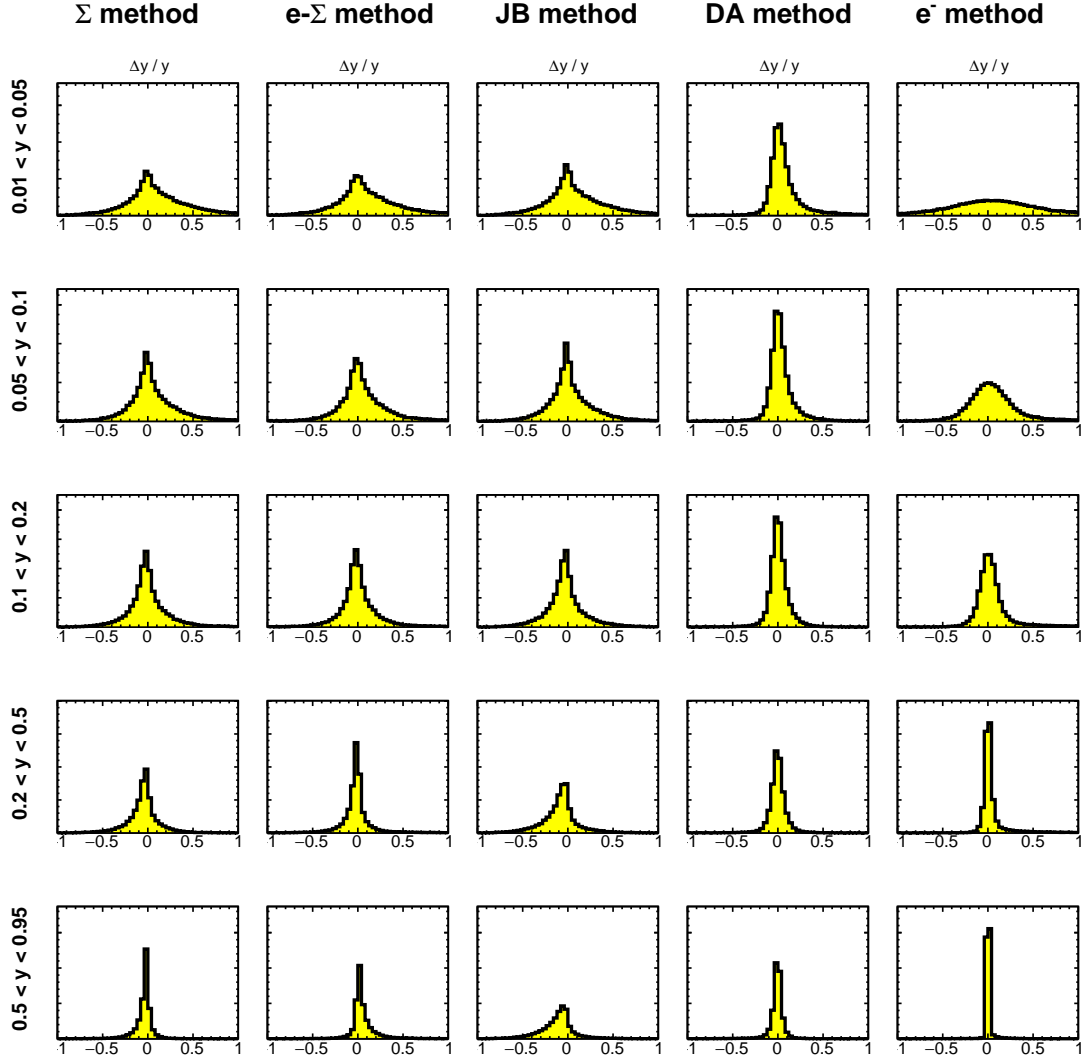 Σ method e-Σ method JB method DA method e⁻ method
Δy / y Δy / y Δy / y Δy / y Δy / y
0.01 < y < 0.05
1 −0.5 0 0.5 1 1 −0.5 0 0.5 1 1 −0.5 0 0.5 1 1 −0.5 0 0.5 1 1 −0.5 0 0.5 1
0.05 < y < 0.1
1 −0.5 0 0.5 1 1 −0.5 0 0.5 1 1 −0.5 0 0.5 1 1 −0.5 0 0.5 1 1 −0.5 0 0.5 1
0.1 < y < 0.2
1 −0.5 0 0.5 1 1 −0.5 0 0.5 1 1 −0.5 0 0.5 1 1 −0.5 0 0.5 1 1 −0.5 0 0.5 1
0.2 < y < 0.5
1 −0.5 0 0.5 1 1 −0.5 0 0.5 1 1 −0.5 0 0.5 1 1 −0.5 0 0.5 1 1 −0.5 0 0.5 1
0.5 < y < 0.95
1 −0.5 0 0.5 1 1 −0.5 0 0.5 1 1 −0.5 0 0.5 1 1 −0.5 0 0.5 1 1 −0.5 0 0.5 1